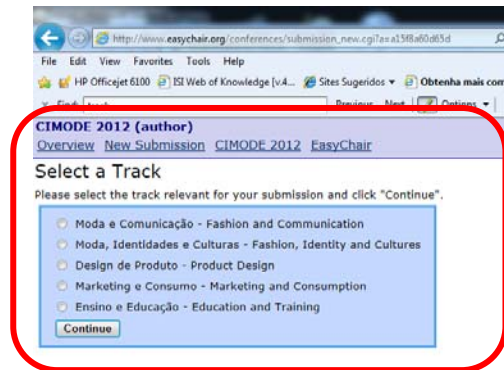 http://www.easychair.org/conferences/submission_new.cgi?a=a15f8a60d65d
File Edit View Favorites Tools Help
HP Officejet 6100 ISI Web of Knowledge [v.4... Sites Sugeridos Obtenha mais com
Find: Previous Next Options
CIMODE 2012 (author)
Overview New Submission CIMODE 2012 EasyChair
Select a Track
Please select the track relevant for your submission and click "Continue".
Moda e Comunicação - Fashion and Communication
Moda, Identidades e Culturas - Fashion, Identity and Cultures
Design de Produto - Product Design
Marketing e Consumo - Marketing and Consumption
Ensino e Educação - Education and Training
Continue